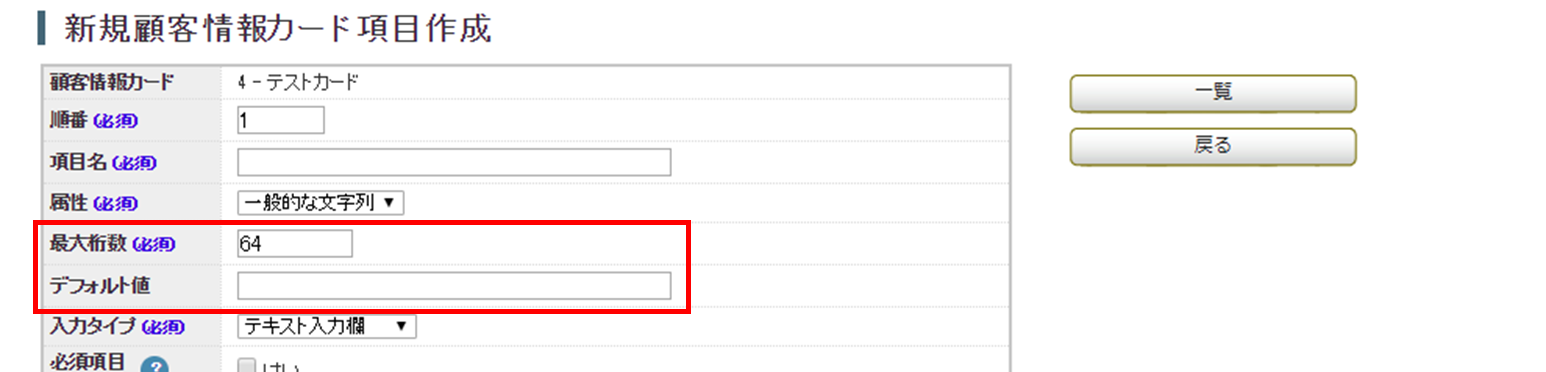 新規顧客情報カード項目作成
顧客情報カード 4 - テストカード
順番 (必須) 1
項目名 (必須)
属性 (必須) 一般的な文字列 ▼
最大桁数 (必須) 64
デフォルト値
入力タイプ (必須) テキスト入力欄 ▼
必須項目 ? はい
一覧
戻る